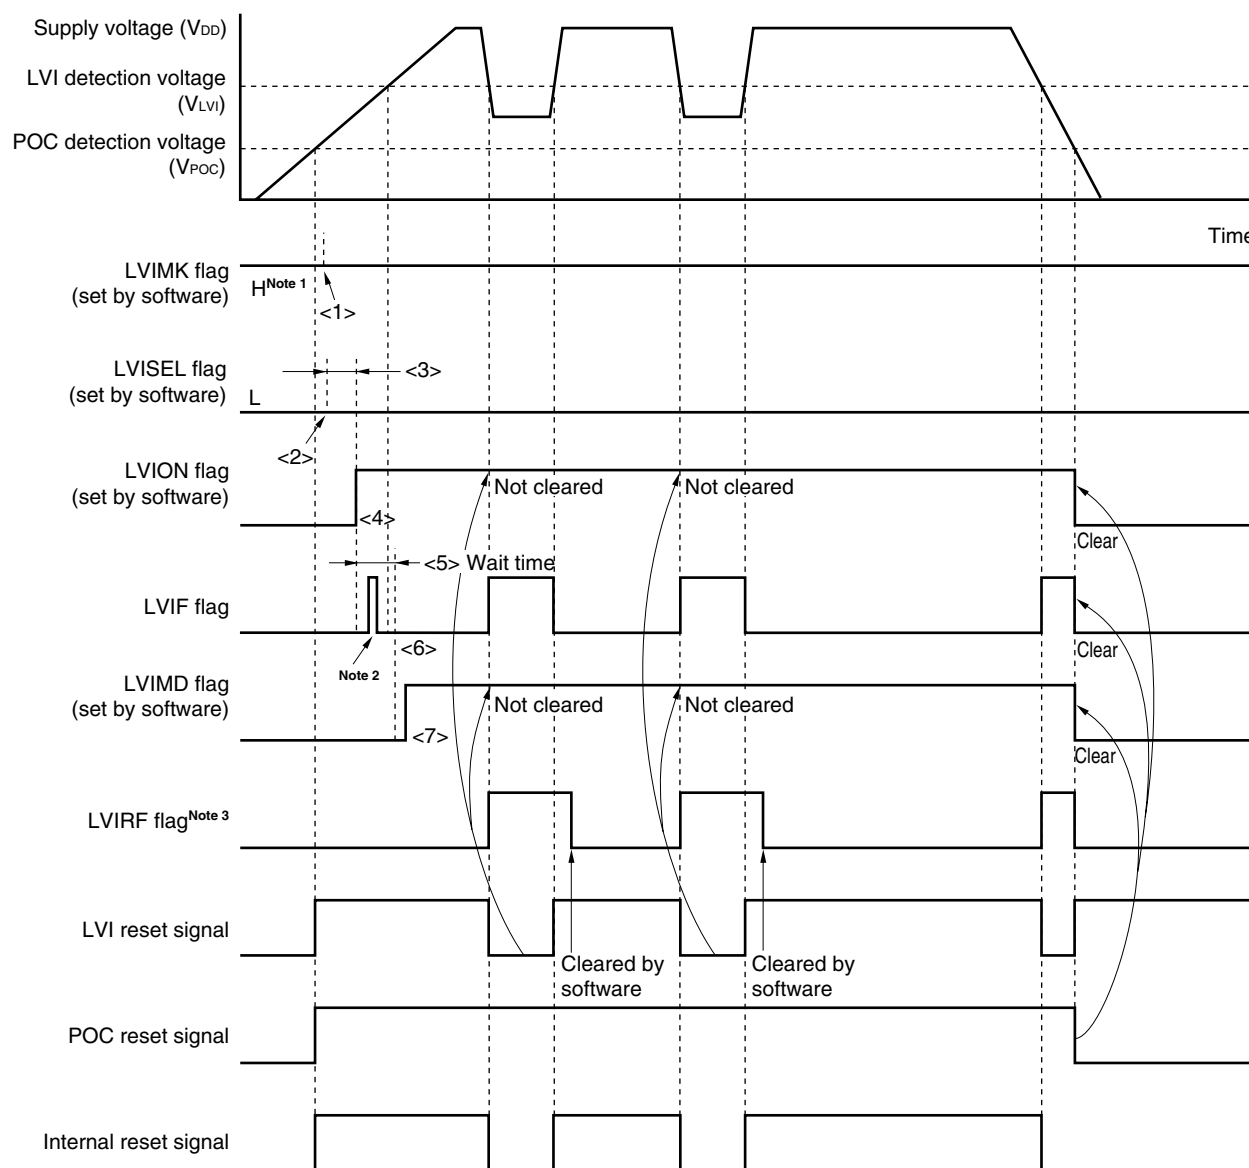 Supply voltage (VDD)
LVI detection voltage
(VLVI)
POC detection voltage
(VPOC)
Time
LVIMK flag
(set by software)
H Note 1
<1>
LVISEL flag
(set by software)
<3>
L
<2>
LVION flag
(set by software)
Not cleared
Not cleared
<4>
Clear
<5> Wait time
LVIF flag
<6>
Clear
Note 2
LVIMD flag
(set by software)
Not cleared
Not cleared
<7>
Clear
LVIRF flag Note 3
LVI reset signal
Cleared by
software
Cleared by
software
POC reset signal
Internal reset signal